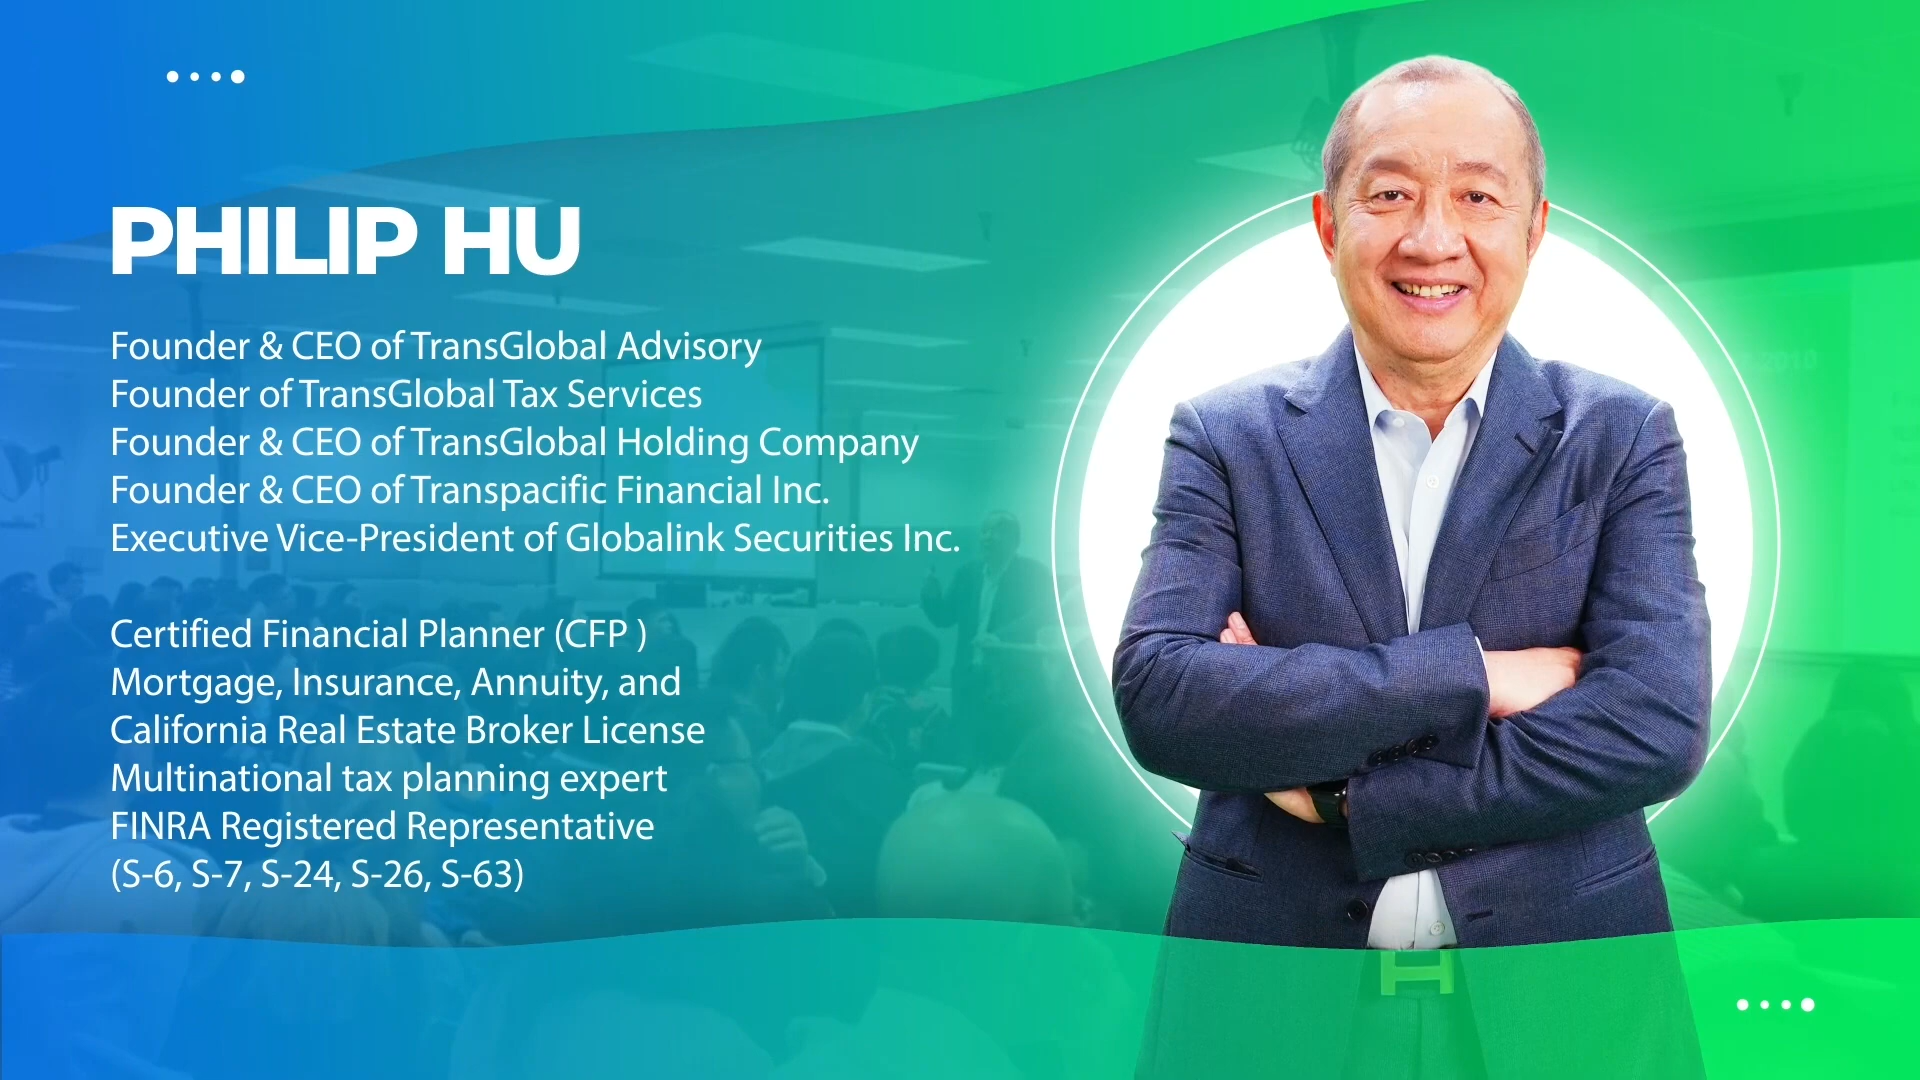 PHILIP HU
Founder & CEO of TransGlobal Advisory
Founder of TransGlobal Tax Services
Founder & CEO of TransGlobal Holding Company
Founder & CEO of Transpacific Financial Inc.
Executive Vice-President of Globalink Securities Inc.
Certified Financial Planner (CFP )
Mortgage, Insurance, Annuity, and
California Real Estate Broker License
Multinational tax planning expert
FINRA Registered Representative
(S-6, S-7, S-24, S-26, S-63)